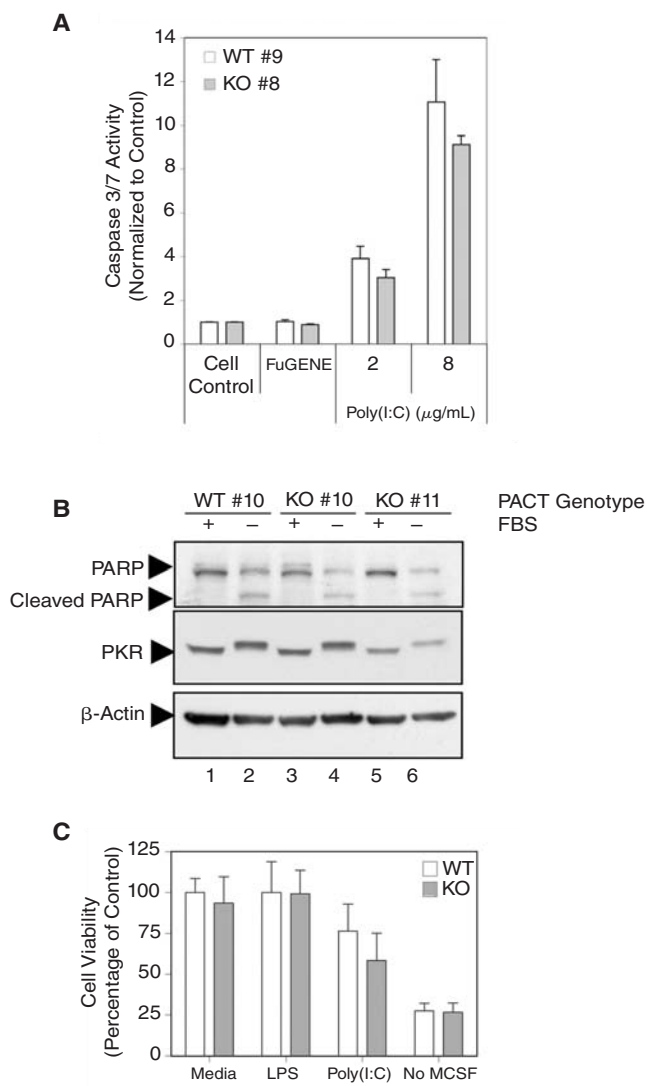 A
14
12
10
8
6
4
2
0
Caspase 3/7 Activity
(Normalized to Control)
WT #9
KO #8
Cell
Control
FuGENE
2
8
Poly(I:C) (μg/mL)
B
WT #10 KO #10 KO #11 PACT Genotype
+ – + – + – FBS
PARP
Cleaved PARP
PKR
β-Actin
1 2 3 4 5 6
C
125
100
75
50
25
0
Cell Viability
(Percentage of Control)
WT
KO
Media LPS Poly(I:C) No MCSF